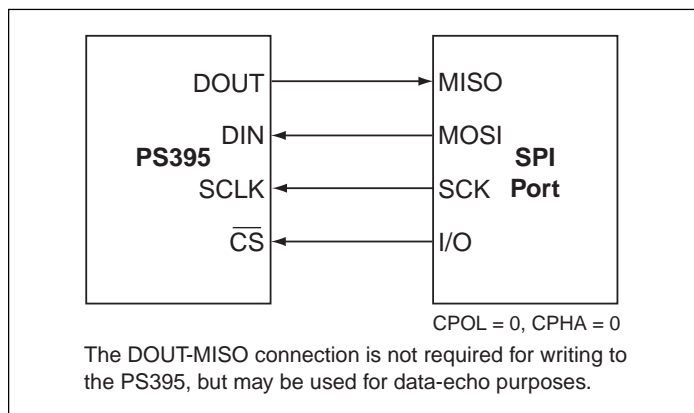 DOUT MISO
DIN MOSI
PS395 SPI
Port
SCLK SCK
C̅S̅ I/O
CPOL = 0, CPHA = 0
The DOUT-MISO connection is not required for writing to
the PS395, but may be used for data-echo purposes.